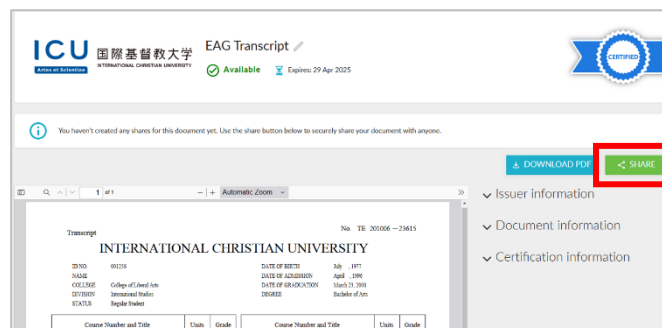 ICU
Artes et Scientiae
国際基督教大学
INTERNATIONAL CHRISTIAN UNIVERSITY
EAG Transcript
Available
Expires: 29 Apr 2025
CERTIFIED
You haven't created any shares for this document yet. Use the share button below to securely share your document with anyone.
DOWNLOAD PDF
SHARE
1 of 1
Automatic Zoom
Issuer information
Document information
Certification information
Transcript
No. TE 201006 −23615
INTERNATIONAL CHRISTIAN UNIVERSITY
ID NO. 001256 DATE OF BIRTH July , 1977
NAME DATE OF ADMISSION April , 1996
COLLEGE College of Liberal Arts DATE OF GRADUATION March 23, 2000
DIVISION International Studies DEGREE Bachelor of Arts
STATUS Regular Student
Course Number and Title Units Grade Course Number and Title Units Grade